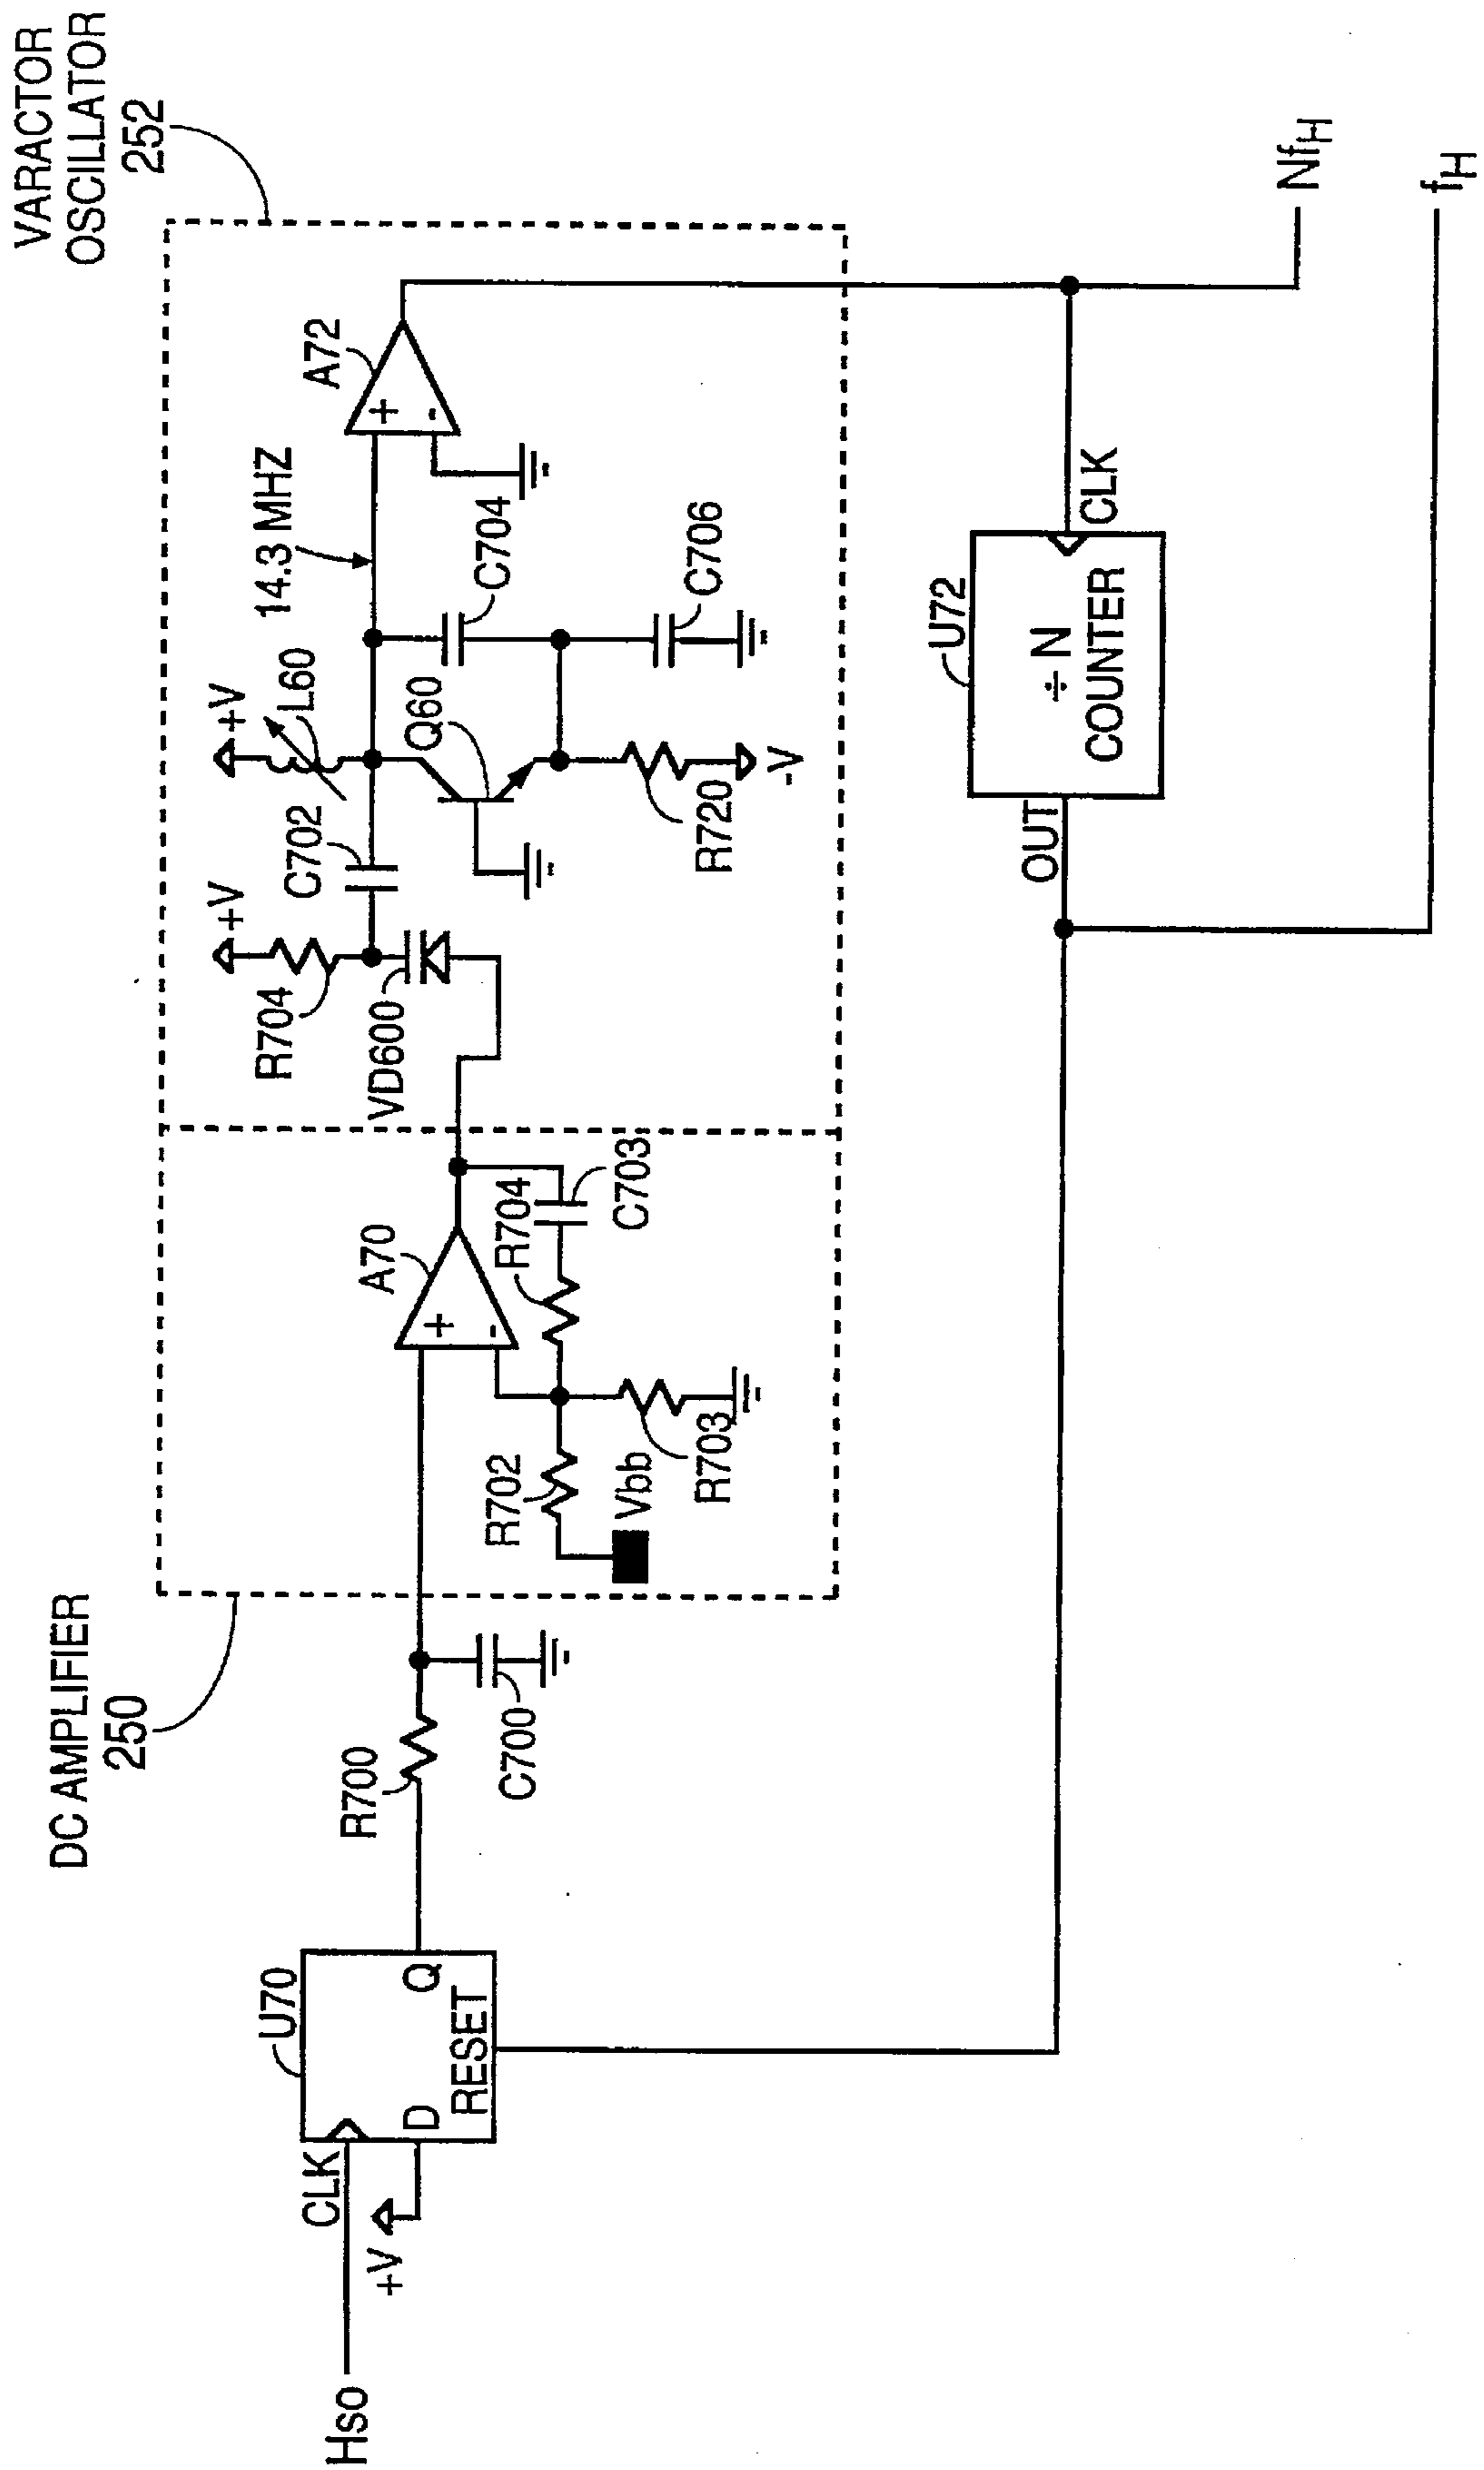 VARACTOR
OSCILLATOR
252
DC AMPLIFIER
250
Hso
CLK
+V
U70
D
Q
RESET
R700
C700
A70
+
-
R702
Vbb
R703
R704
C703
+V
R704
VD600
C702
+V
L60
Q60
R720
-V
14.3 MHZ
C704
C706
A72
+
-
U72
÷ N
COUNTER
OUT
CLK
NfH
fH